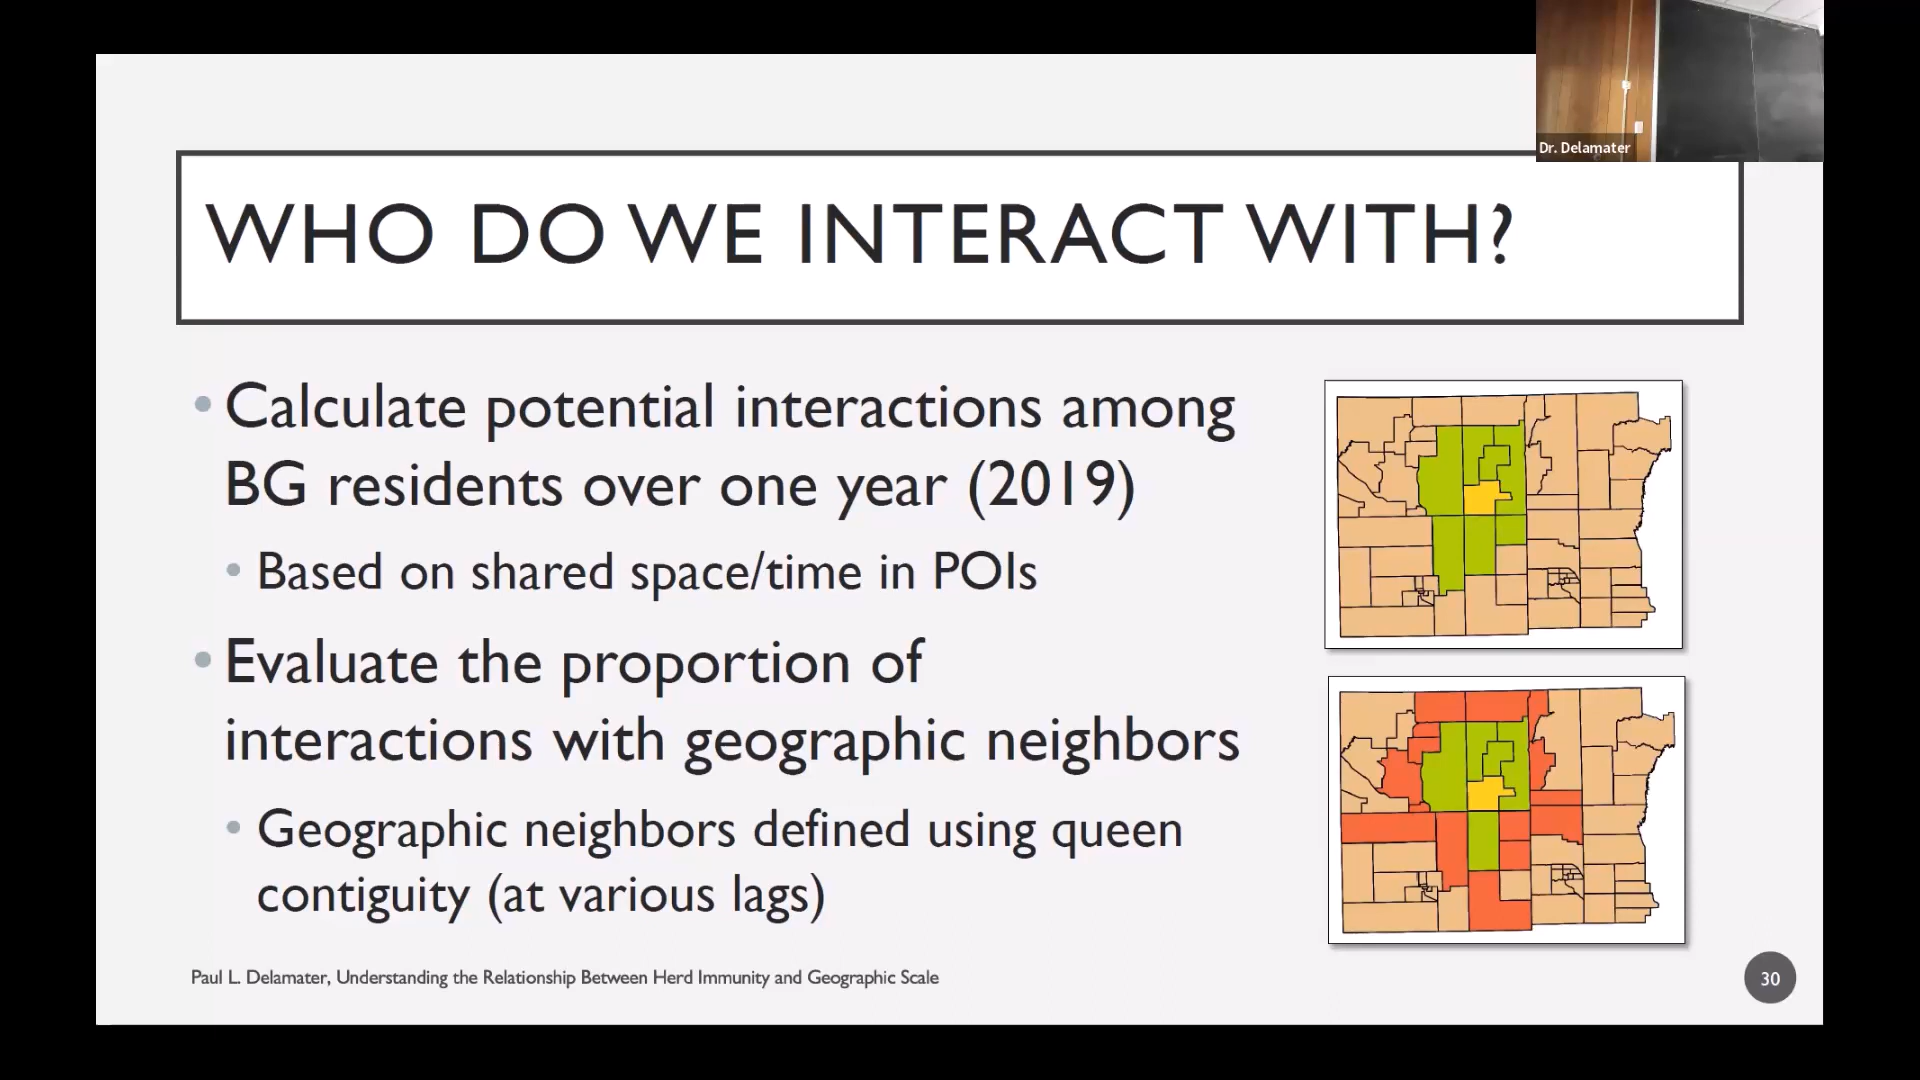 Dr. Delamater
WHO DO WE INTERACT WITH?
• Calculate potential interactions among
BG residents over one year (2019)
• Based on shared space/time in POIs
• Evaluate the proportion of
interactions with geographic neighbors
• Geographic neighbors defined using queen
contiguity (at various lags)
Paul L. Delamater, Understanding the Relationship Between Herd Immunity and Geographic Scale
30